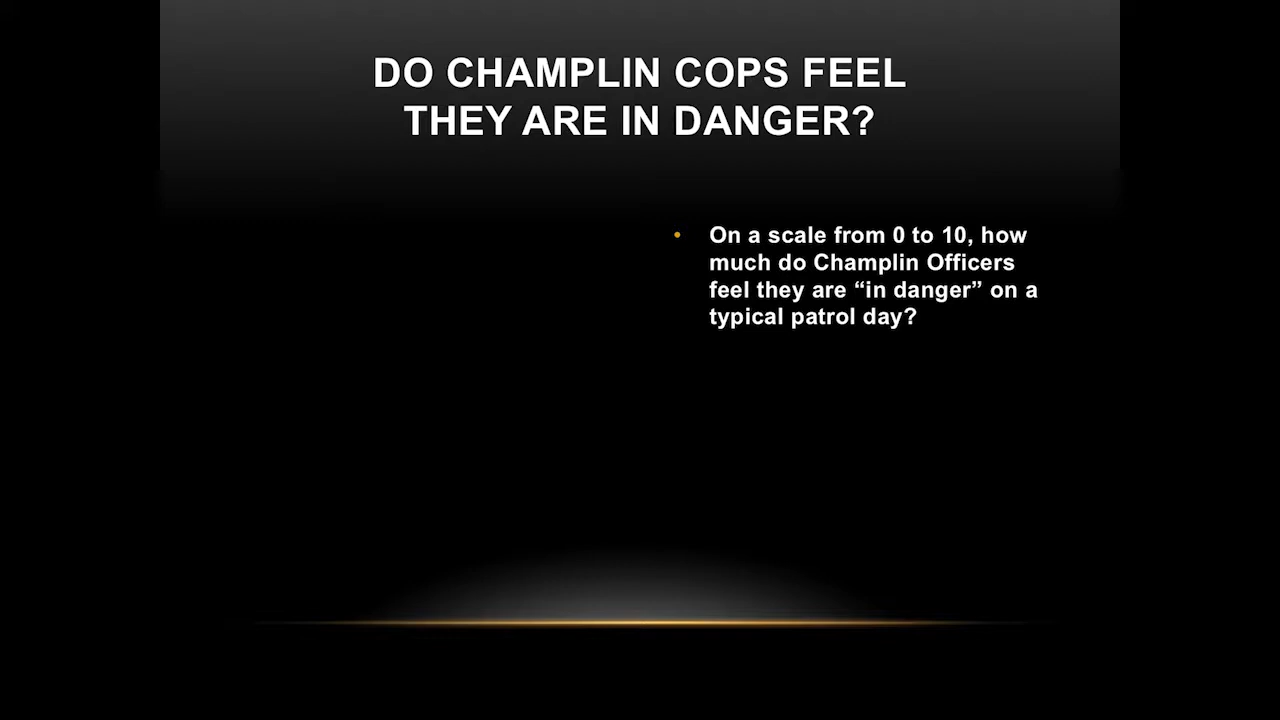 DO CHAMPLIN COPS FEEL
THEY ARE IN DANGER?
• On a scale from 0 to 10, how
much do Champlin Officers
feel they are “in danger” on a
typical patrol day?